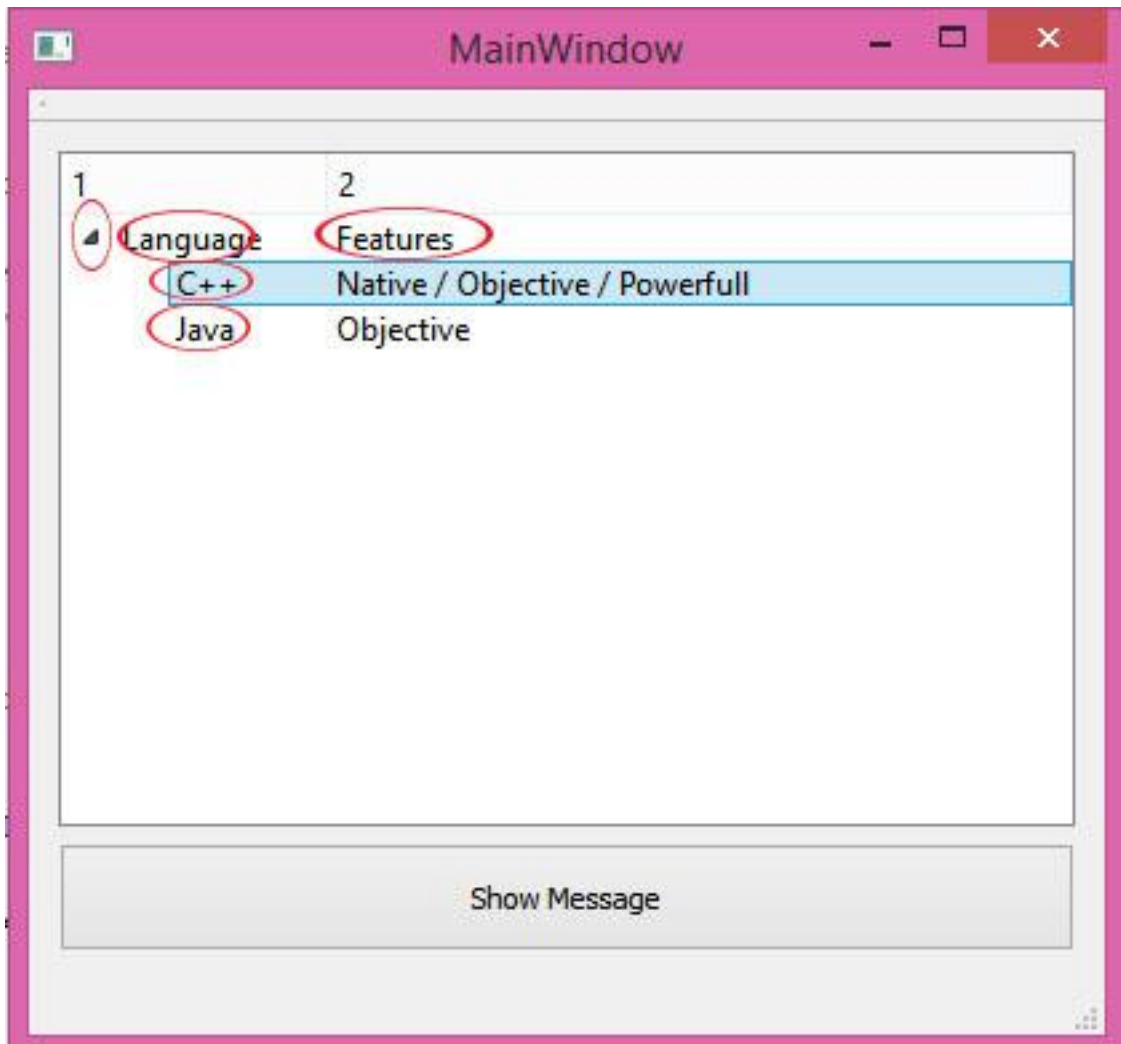 MainWindow
1 2
Language Features
C++ Native / Objective / Powerfull
Java Objective
Show Message